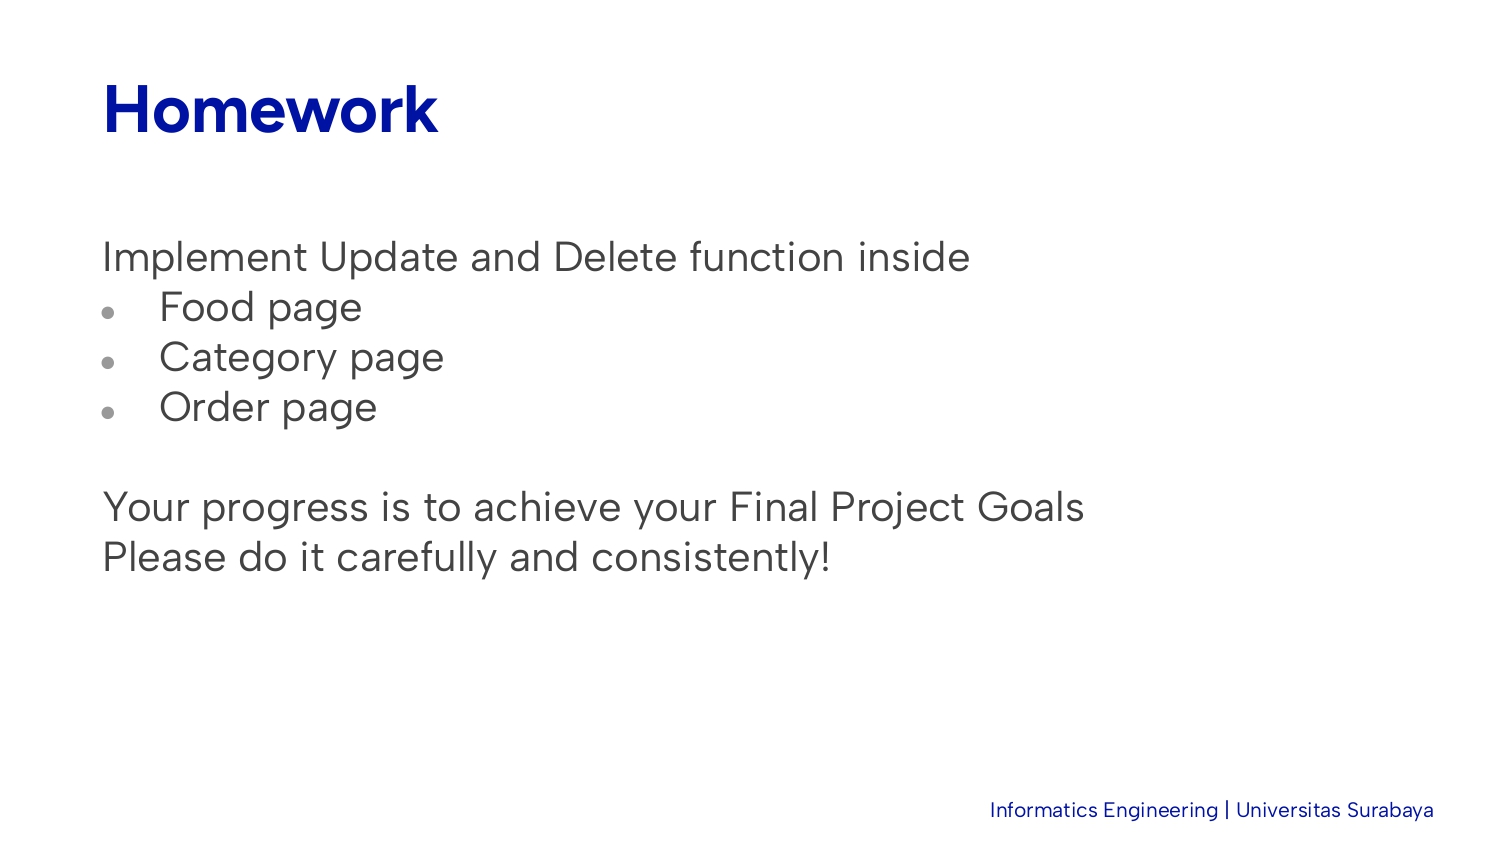 Homework
Implement Update and Delete function inside
• Food page
• Category page
• Order page
Your progress is to achieve your Final Project Goals
Please do it carefully and consistently!
Informatics Engineering | Universitas Surabaya